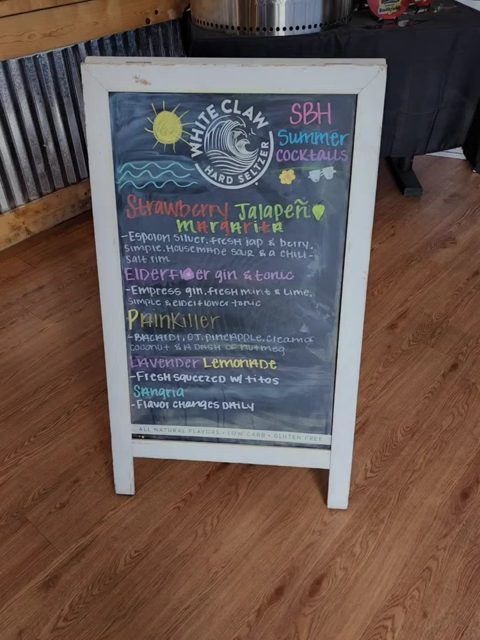 WHITE CLAW
HARD SELTZER
SBH
Summer
COCKTAILS
Strawberry Jalapeño
margarita
-Espolon Silver, fresh jap & berry,
simple, Housemade sour & a CHILI-
salt rim
Elderflower gin & tonic
-Empress gin, fresh mint & lime,
simple & elderflower tonic
PAINKILLER
-BACARDI, OJ, PINEAPPLE, cream of
coconut & A DASH OF Nutmeg
Lavender LEMONADE
-Fresh squeezed w/ titos
Sangria
-Flavor changes DAILY
ALL NATURAL FLAVORS • LOW CARB • GLUTEN FREE